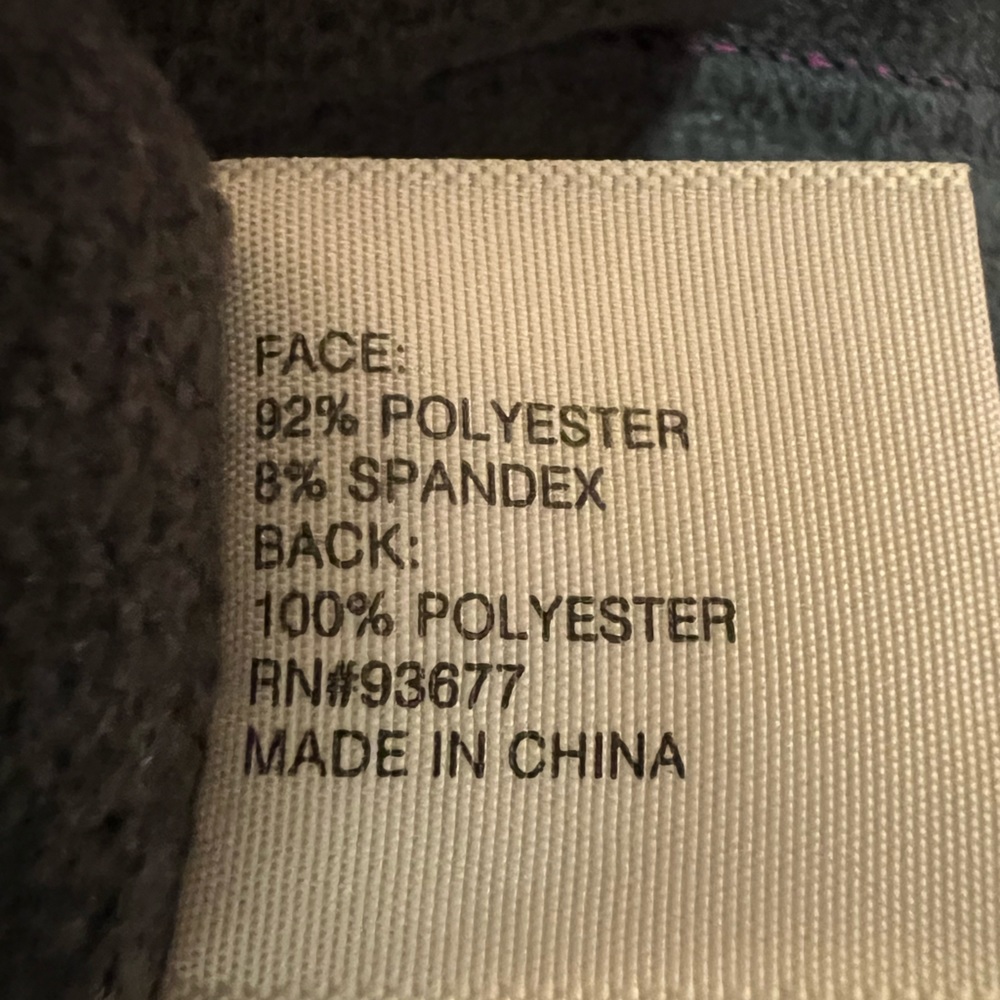 FACE:
92% POLYESTER
8% SPANDEX
BACK:
100% POLYESTER
RN#93677
MADE IN CHINA